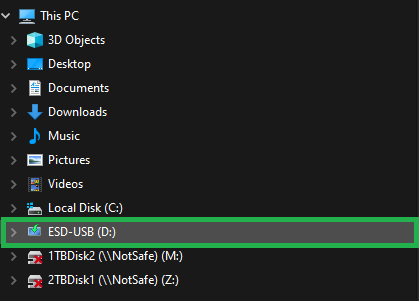 This PC
3D Objects
Desktop
Documents
Downloads
Music
Pictures
Videos
Local Disk (C:)
ESD-USB (D:)
1TBDisk2 (\\NotSafe) (M:)
2TBDisk1 (\\NotSafe) (Z:)